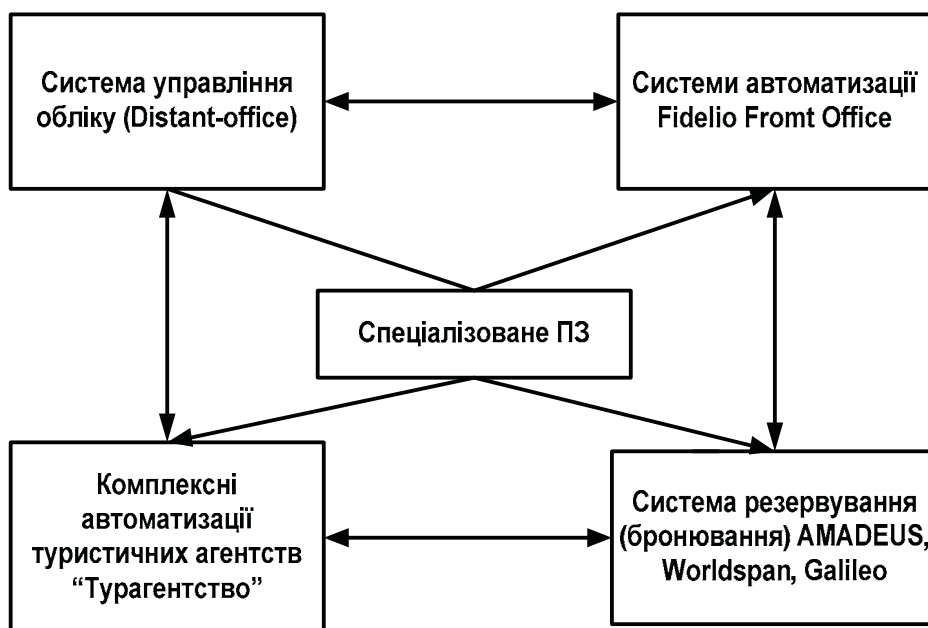 Система управління
обліку (Distant-office)
Системи автоматизації
Fidelio Fromt Office
Спеціалізоване ПЗ
Комплексні
автоматизації
туристичних агентств
“Турагентство”
Система резервування
(бронювання) AMADEUS,
Worldspan, Galileo